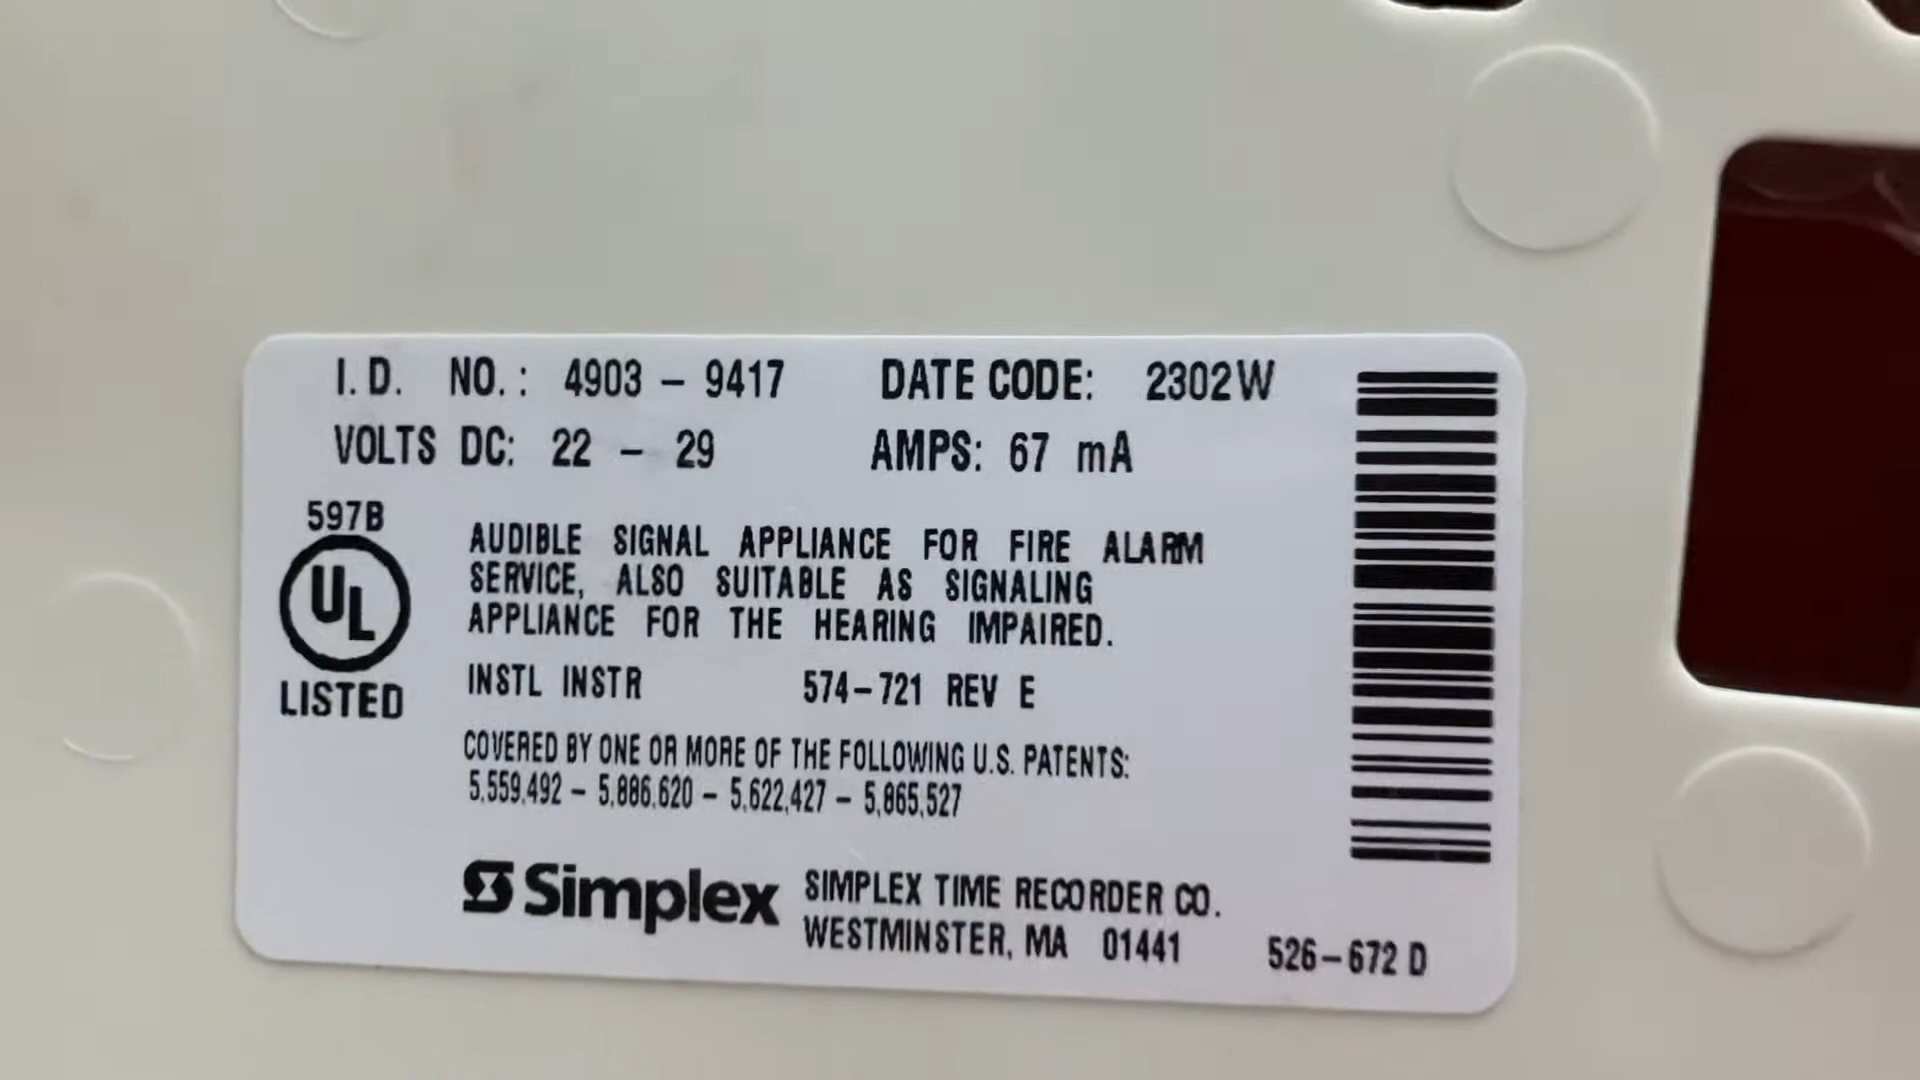 I.D. NO.: 4903 - 9417 DATE CODE: 2302W
VOLTS DC: 22 - 29 AMPS: 67 mA
597B
UL
LISTED
AUDIBLE SIGNAL APPLIANCE FOR FIRE ALARM
SERVICE, ALSO SUITABLE AS SIGNALING
APPLIANCE FOR THE HEARING IMPAIRED.
INSTL INSTR 574-721 REV E
COVERED BY ONE OR MORE OF THE FOLLOWING U.S. PATENTS:
5,559,492 - 5,886,620 - 5,622,427 - 5,865,527
Simplex
SIMPLEX TIME RECORDER CO.
WESTMINSTER, MA 01441
526-672 D